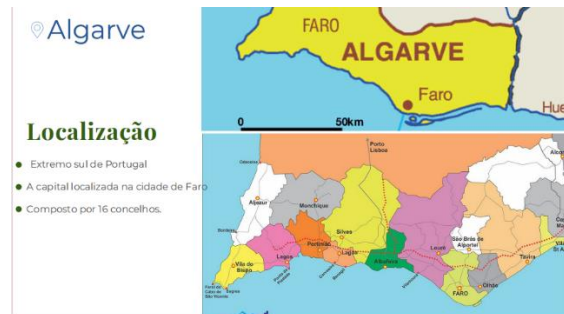 Algarve
Localização
Extremo sul de Portugal
A capital localizada na cidade de Faro
Composto por 16 concelhos.
FARO
ALGARVE
Faro
Hue
0 50km
Porto
Lisboa
Aljezur
Monchique
Silves
Portimão
Lagos
Lagoa
Vila do
Bispo
Albufeira
Loulé
São Brás de
Alportel
Tavira
FARO
Olhão
Sagres